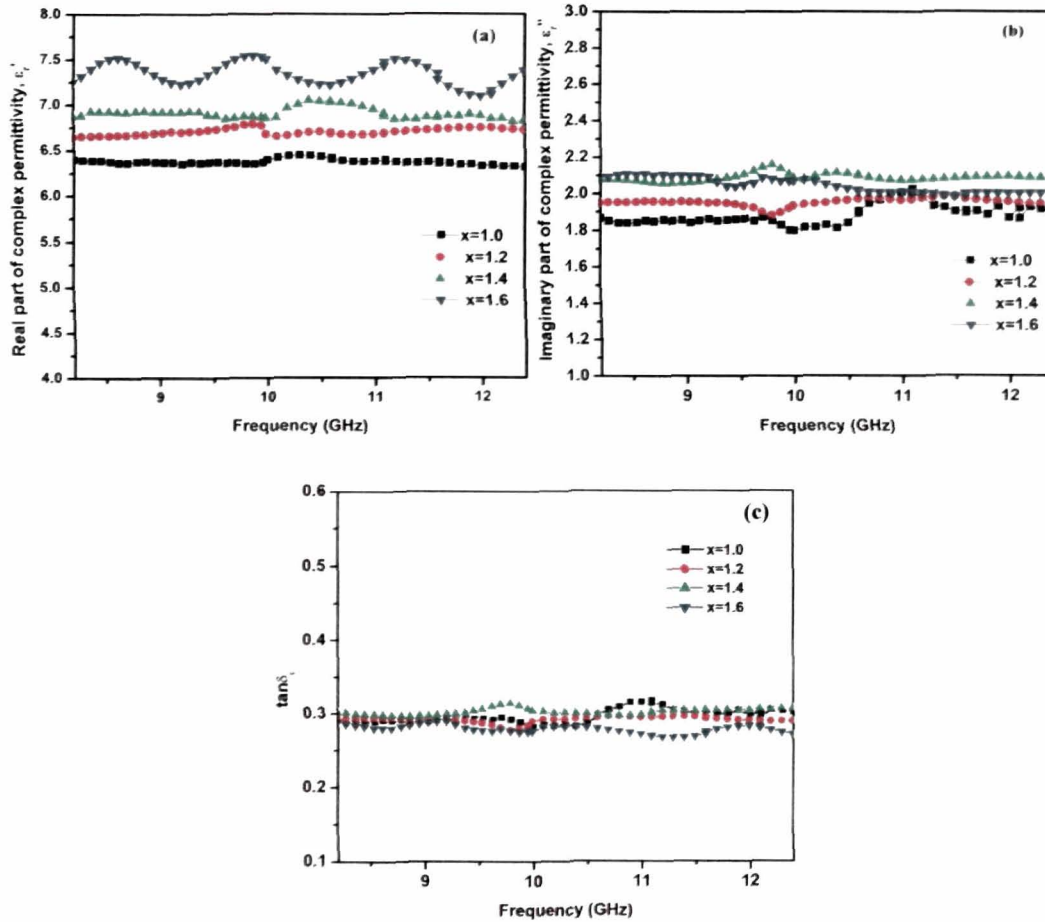 (a)
Real part of complex permittivity, εr'
7.5
7.0
6.5
6.0
5.5
5.0
4.5
4.0
9
10
11
12
Frequency (GHz)
x=1.0
x=1.2
x=1.4
x=1.6
(b)
Imaginary part of complex permittivity, εr''
3.0
2.8
2.6
2.4
2.2
2.0
1.8
1.6
1.4
1.2
1.0
9
10
11
12
Frequency (GHz)
x=1.0
x=1.2
x=1.4
x=1.6
(c)
tanδ
0.6
0.5
0.4
0.3
0.2
0.1
9
10
11
12
Frequency (GHz)
x=1.0
x=1.2
x=1.4
x=1.6